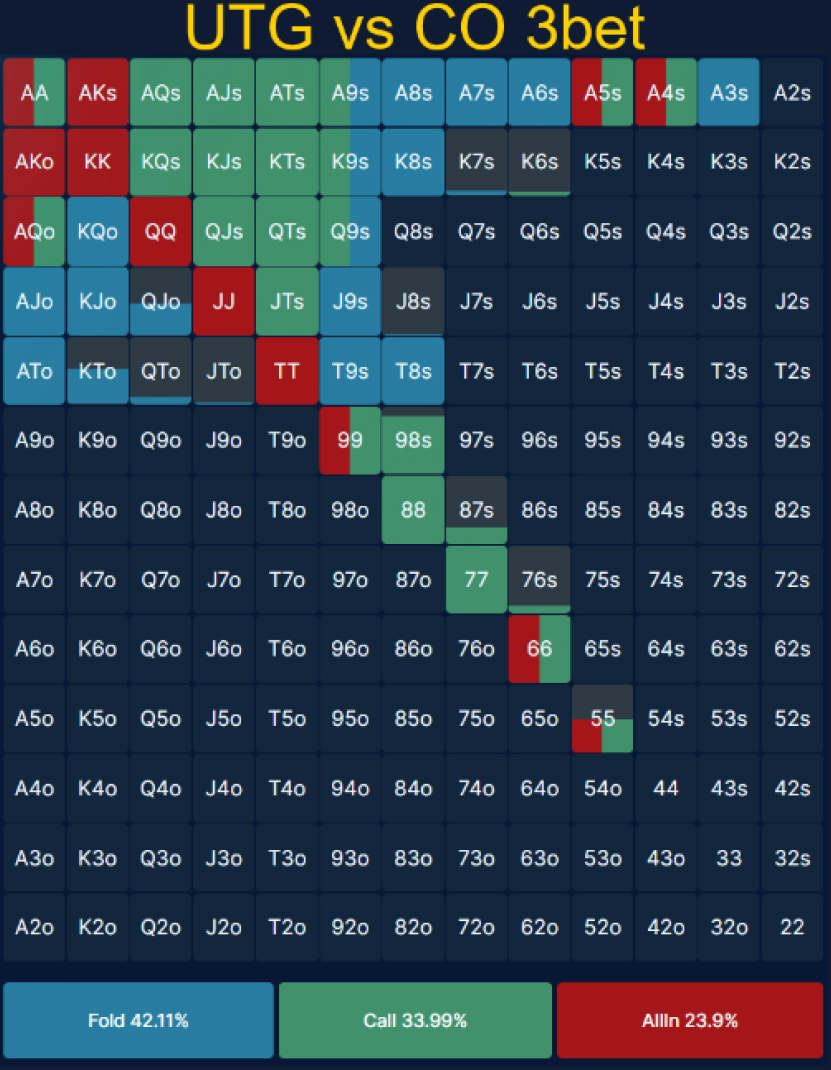 UTG vs CO 3bet
AA AKs AQs AJs ATs A9s A8s A7s A6s A5s A4s A3s A2s
AKo KK KQs KJs KTs K9s K8s K7s K6s K5s K4s K3s K2s
AQo KQo QQ QJs QTs Q9s Q8s Q7s Q6s Q5s Q4s Q3s Q2s
AJo KJo QJo JJ JTs J9s J8s J7s J6s J5s J4s J3s J2s
ATo KTo QTo JTo TT T9s T8s T7s T6s T5s T4s T3s T2s
A9o K9o Q9o J9o T9o 99 98s 97s 96s 95s 94s 93s 92s
A8o K8o Q8o J8o T8o 98o 88 87s 86s 85s 84s 83s 82s
A7o K7o Q7o J7o T7o 97o 87o 77 76s 75s 74s 73s 72s
A6o K6o Q6o J6o T6o 96o 86o 76o 66 65s 64s 63s 62s
A5o K5o Q5o J5o T5o 95o 85o 75o 65o 55 54s 53s 52s
A4o K4o Q4o J4o T4o 94o 84o 74o 64o 54o 44 43s 42s
A3o K3o Q3o J3o T3o 93o 83o 73o 63o 53o 43o 33 32s
A2o K2o Q2o J2o T2o 92o 82o 72o 62o 52o 42o 32o 22
Fold 42.11% Call 33.99% AllIn 23.9%